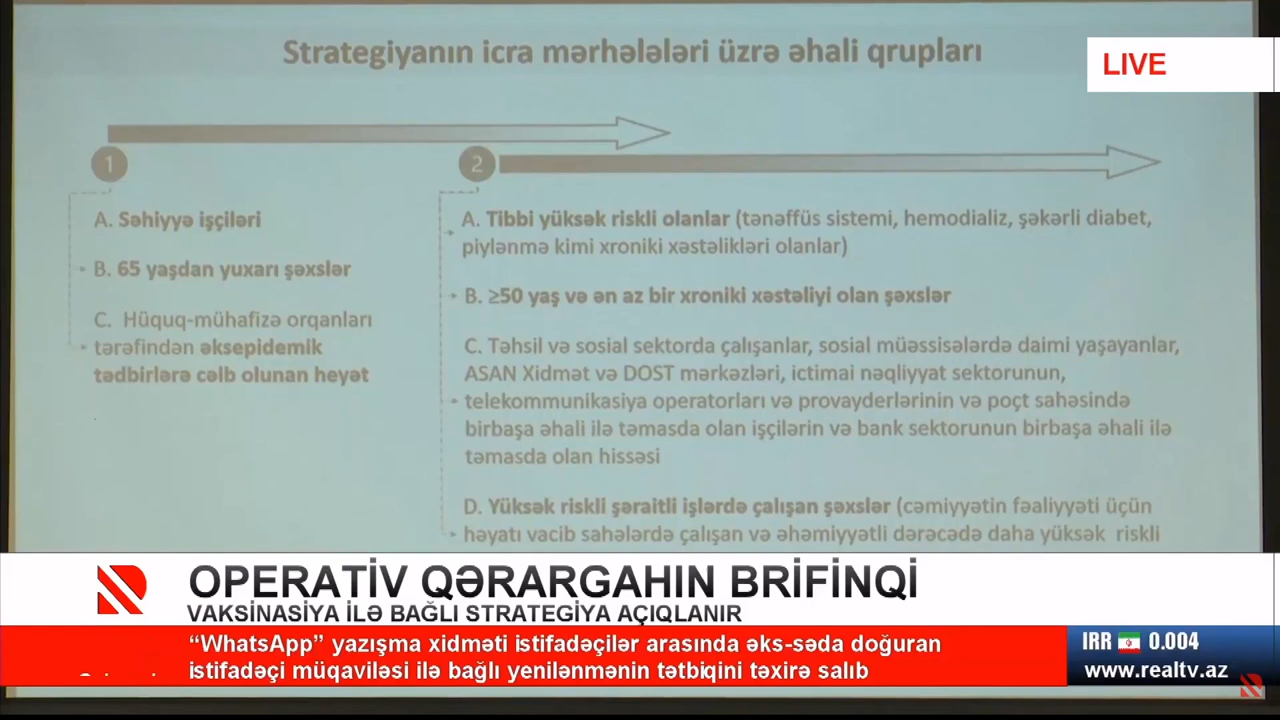 Strategiyanın icra mərhələləri üzrə əhali qrupları
LIVE
1
2
A. Səhiyyə işçiləri
B. 65 yaşdan yuxarı şəxslər
C. Hüquq-mühafizə orqanları
tərəfindən əksepidemik
tədbirlərə cəlb olunan heyət
A. Tibbi yüksək riskli olanlar (tənəffüs sistemi, hemodializ, şəkərli diabet,
piylənmə kimi xroniki xəstəlikləri olanlar)
B. ≥50 yaş və ən az bir xroniki xəstəliyi olan şəxslər
C. Təhsil və sosial sektorda çalışanlar, sosial müəssisələrdə daimi yaşayanlar,
ASAN Xidmət və DOST mərkəzləri, ictimai nəqliyyat sektorunun,
telekommunikasiya operatorları və provayderlərinin və poçt sahəsində
birbaşa əhali ilə təmasda olan işçilərin və bank sektorunun birbaşa əhali ilə
təmasda olan hissəsi
D. Yüksək riskli şəraitli işlərdə çalışan şəxslər (cəmiyyətin fəaliyyəti üçün
həyatı vacib sahələrdə çalışan və əhəmiyyətli dərəcədə daha yüksək riskli
OPERATİV QƏRARGAHIN BRİFİNQİ
VAKSİNASİYA İLƏ BAĞLI STRATEGİYA AÇIQLANIR
“WhatsApp” yazışma xidməti istifadəçilər arasında əks-səda doğuran
istifadəçi müqaviləsi ilə bağlı yenilənmənin tətbiqini təxirə salıb
IRR 0.004
www.realtv.az